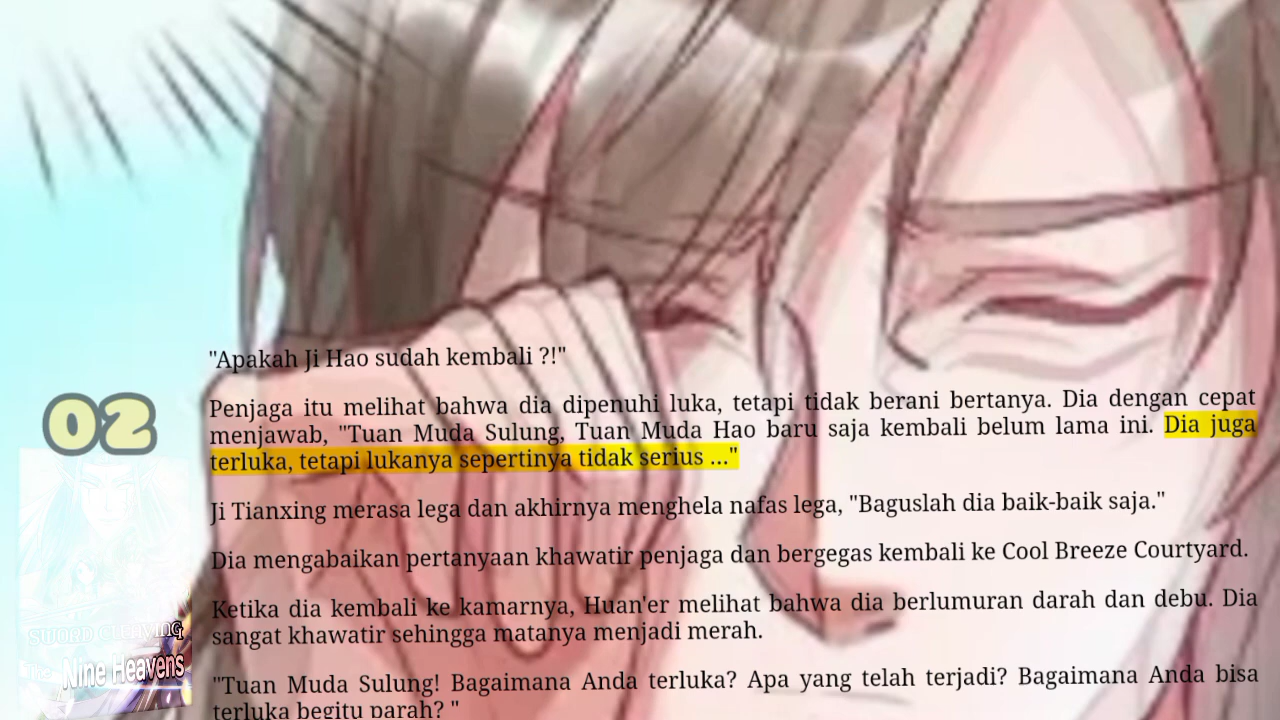 "Apakah Ji Hao sudah kembali ?!"
Penjaga itu melihat bahwa dia dipenuhi luka, tetapi tidak berani bertanya. Dia dengan cepat
menjawab, "Tuan Muda Sulung, Tuan Muda Hao baru saja kembali belum lama ini. Dia juga
terluka, tetapi lukanya sepertinya tidak serius ..."
02
Ji Tianxing merasa lega dan akhirnya menghela nafas lega, "Baguslah dia baik-baik saja."
Dia mengabaikan pertanyaan khawatir penjaga dan bergegas kembali ke Cool Breeze Courtyard.
Ketika dia kembali ke kamarnya, Huan'er melihat bahwa dia berlumuran darah dan debu. Dia
sangat khawatir sehingga matanya menjadi merah.
SWORD CLEAVING
The Nine Heavens
"Tuan Muda Sulung! Bagaimana Anda terluka? Apa yang telah terjadi? Bagaimana Anda bisa
terluka begitu parah? "